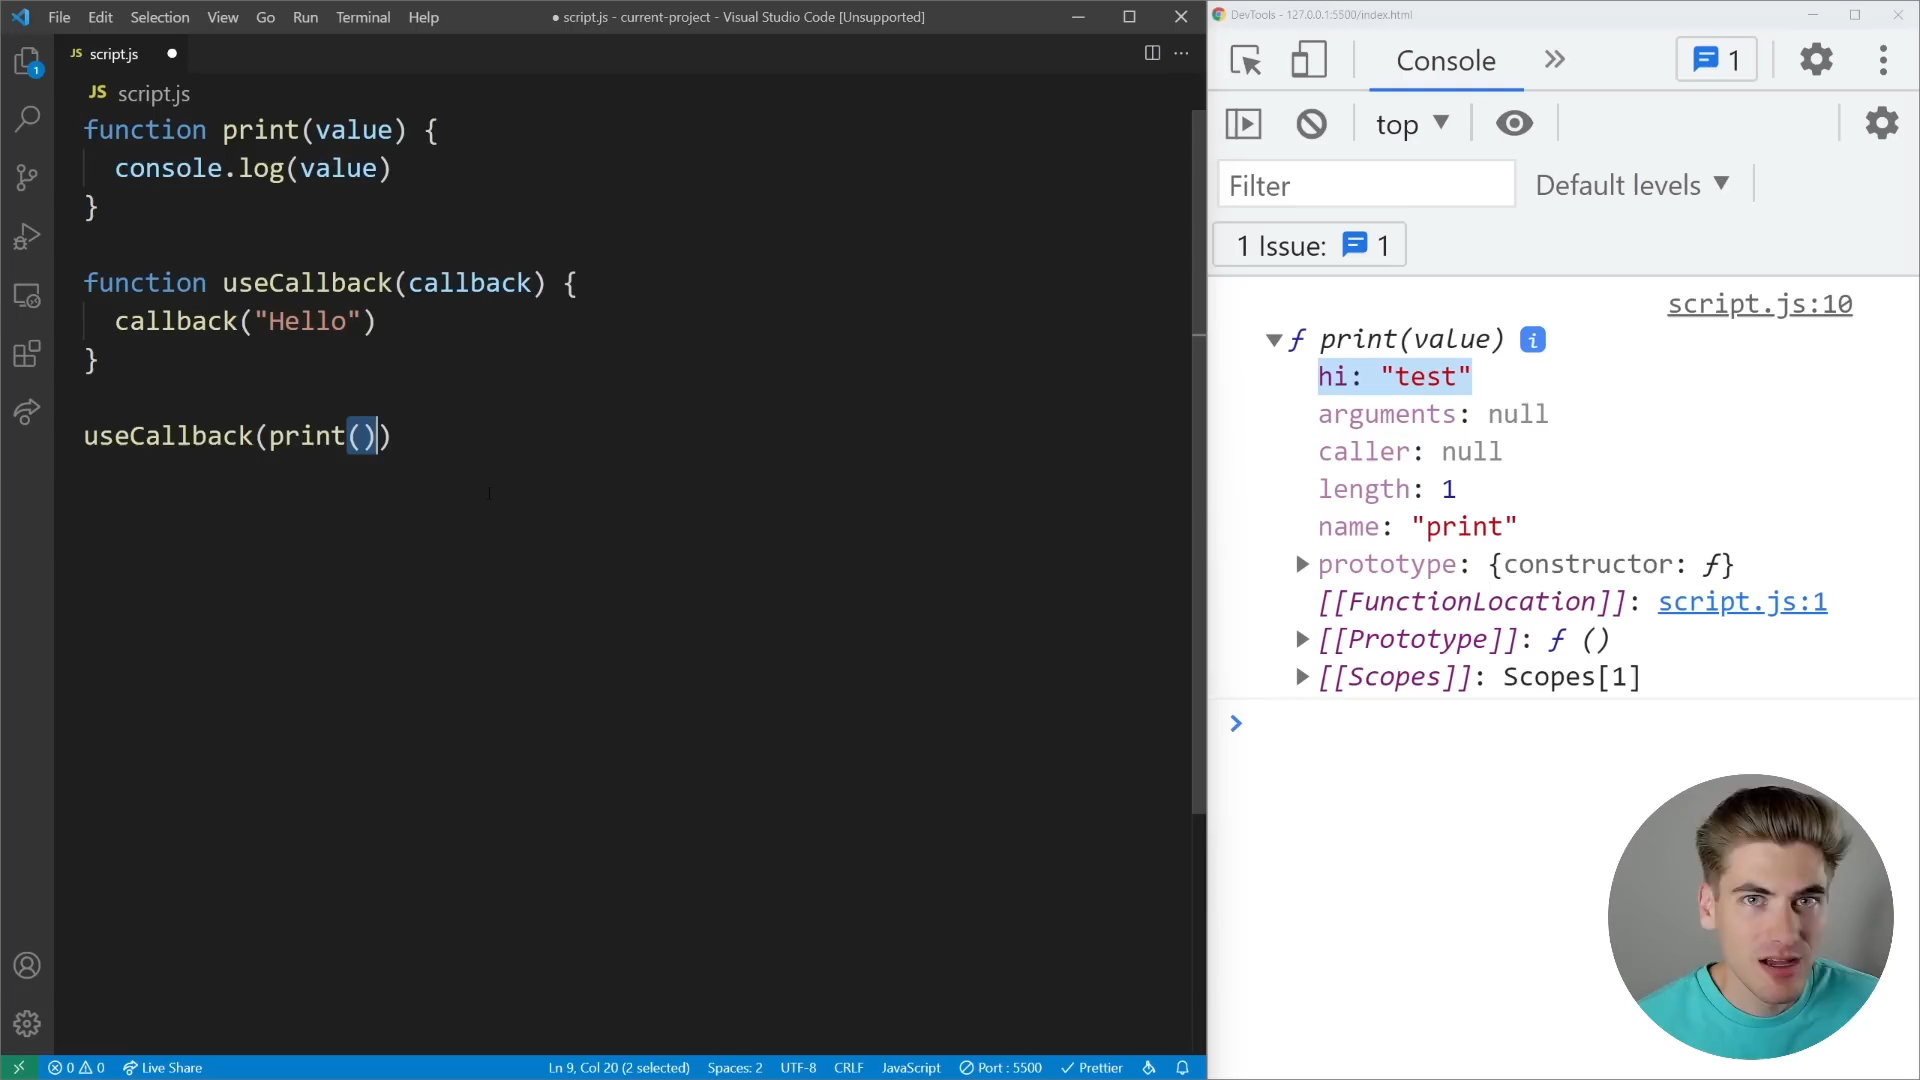 File Edit Selection View Go Run Terminal Help
● script.js - current-project - Visual Studio Code [Unsupported]
JS script.js ●
JS script.js
function print(value) {
console.log(value)
}
function useCallback(callback) {
callback("Hello")
}
useCallback(print())
1
0 0 Live Share
Ln 9, Col 20 (2 selected) Spaces: 2 UTF-8 CRLF JavaScript Port : 5500 Prettier
DevTools - 127.0.0.1:5500/index.html
Console 1
top
Filter Default levels
1 Issue: 1
script.js:10
ƒ print(value) i
hi: "test"
arguments: null
caller: null
length: 1
name: "print"
prototype: {constructor: ƒ}
[[FunctionLocation]]: script.js:1
[[Prototype]]: ƒ ()
[[Scopes]]: Scopes[1]